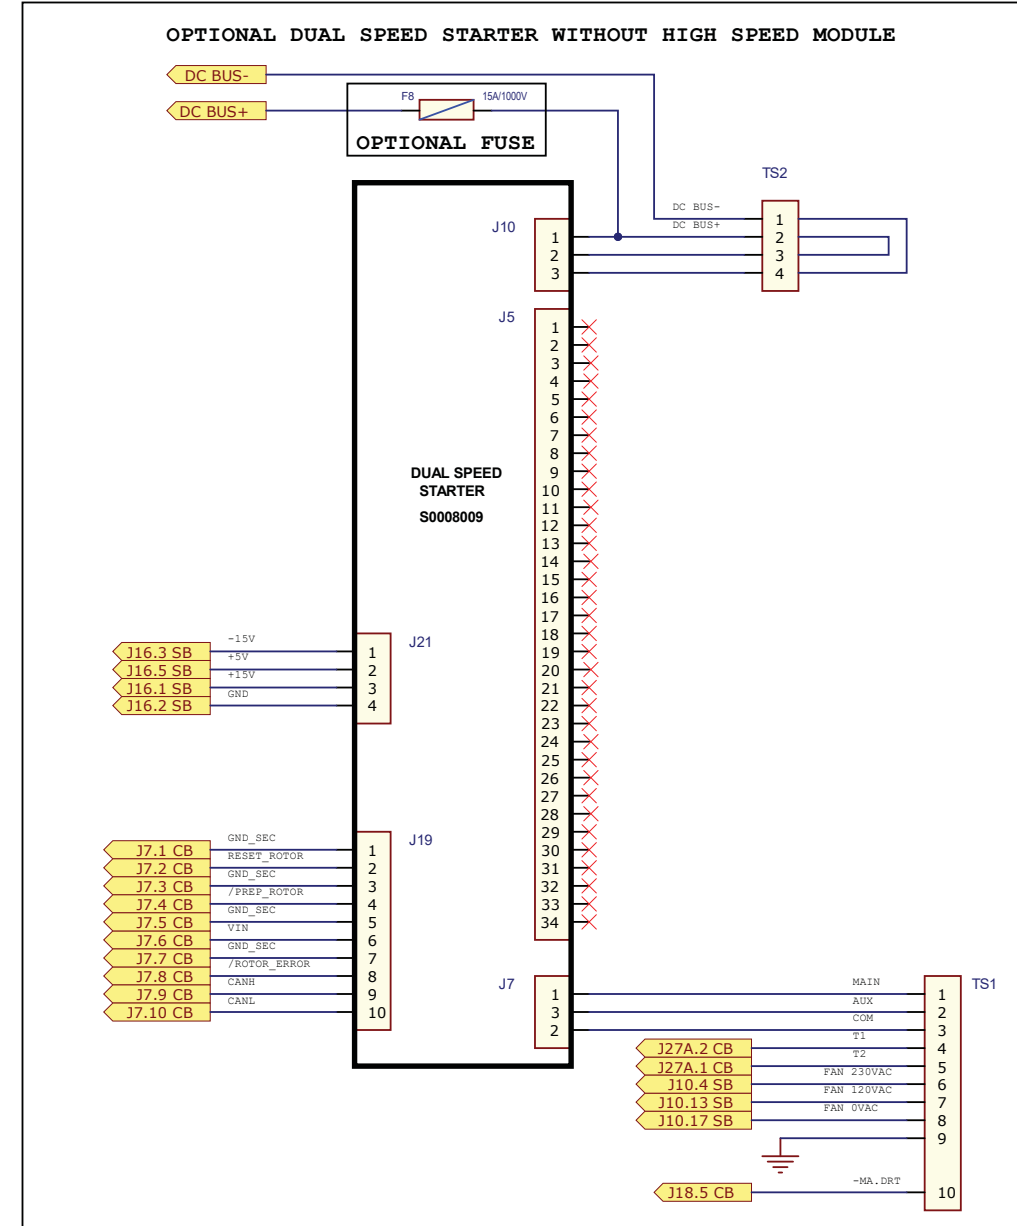 OPTIONAL DUAL SPEED STARTER WITHOUT HIGH SPEED MODULE
DC BUS-
DC BUS+
F8
15A/1000V
OPTIONAL FUSE
TS2
DC BUS-
DC BUS+
1
2
3
4
J10
1
2
3
J5
1
2
3
4
5
6
7
8
9
10
11
12
13
14
15
16
17
18
19
20
21
22
23
24
25
26
27
28
29
30
31
32
33
34
DUAL SPEED
STARTER
S0008009
J21
J16.3 SB -15V 1
J16.5 SB +5V 2
J16.1 SB +15V 3
J16.2 SB GND 4
J19
J7.1 CB GND_SEC 1
J7.2 CB RESET_ROTOR 2
J7.3 CB GND_SEC 3
J7.4 CB /PREP_ROTOR 4
J7.5 CB GND_SEC 5
J7.6 CB VIN 6
J7.7 CB GND_SEC 7
J7.8 CB /ROTOR_ERROR 8
J7.9 CB CANH 9
J7.10 CB CANL 10
J7
1
3
2
TS1
MAIN 1
AUX 2
COM 3
J27A.2 CB T1 4
J27A.1 CB T2 5
J10.4 SB FAN 230VAC 6
J10.13 SB FAN 120VAC 7
J10.17 SB FAN 0VAC 8
9
J18.5 CB -MA.DRT 10